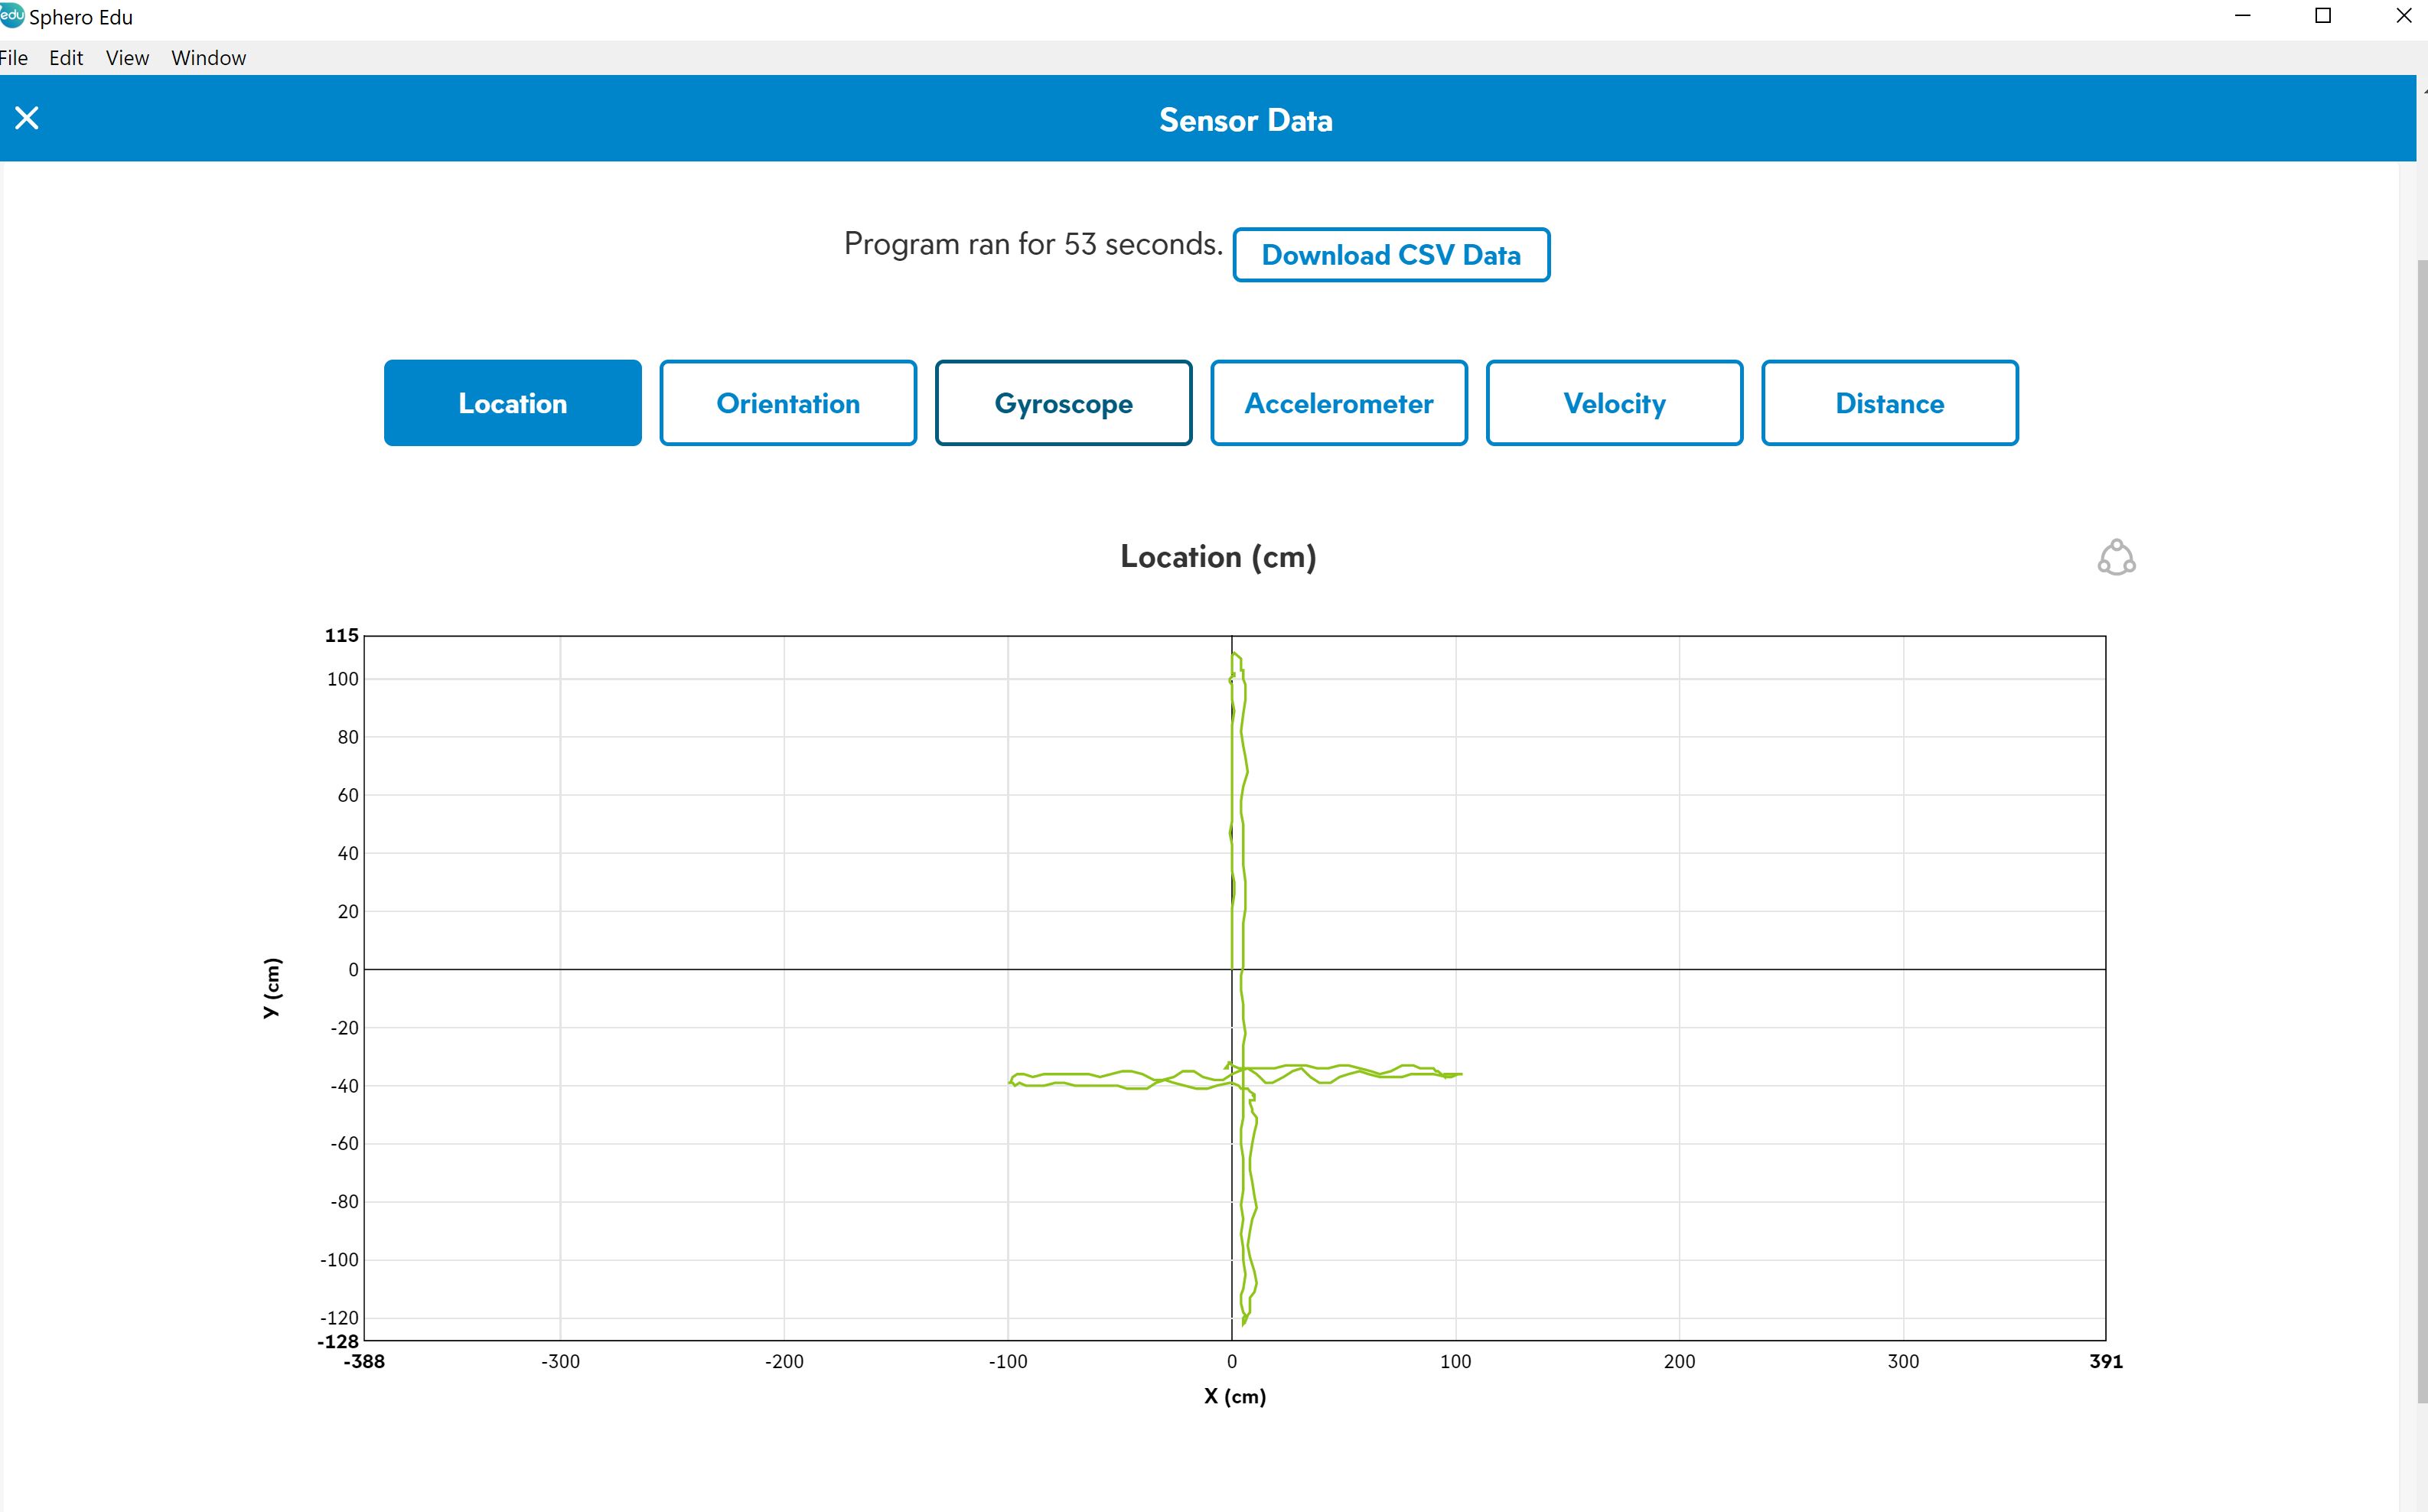 edu Sphero Edu
File Edit View Window
Sensor Data
Program ran for 53 seconds. Download CSV Data
Location Orientation Gyroscope Accelerometer Velocity Distance
Location (cm)
115
100
80
60
40
20
0
-20
-40
-60
-80
-100
-120
-128
Y (cm)
-388 -300 -200 -100 0 100 200 300 391
X (cm)